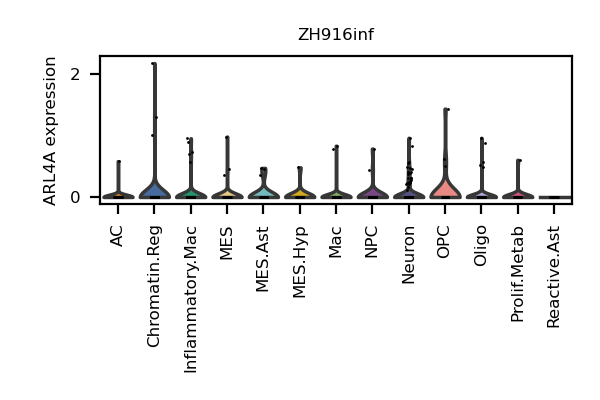 ZH916inf
ARL4A expression
2
0
AC
Chromatin.Reg
Inflammatory.Mac
MES
MES.Ast
MES.Hyp
Mac
NPC
Neuron
OPC
Oligo
Prolif.Metab
Reactive.Ast